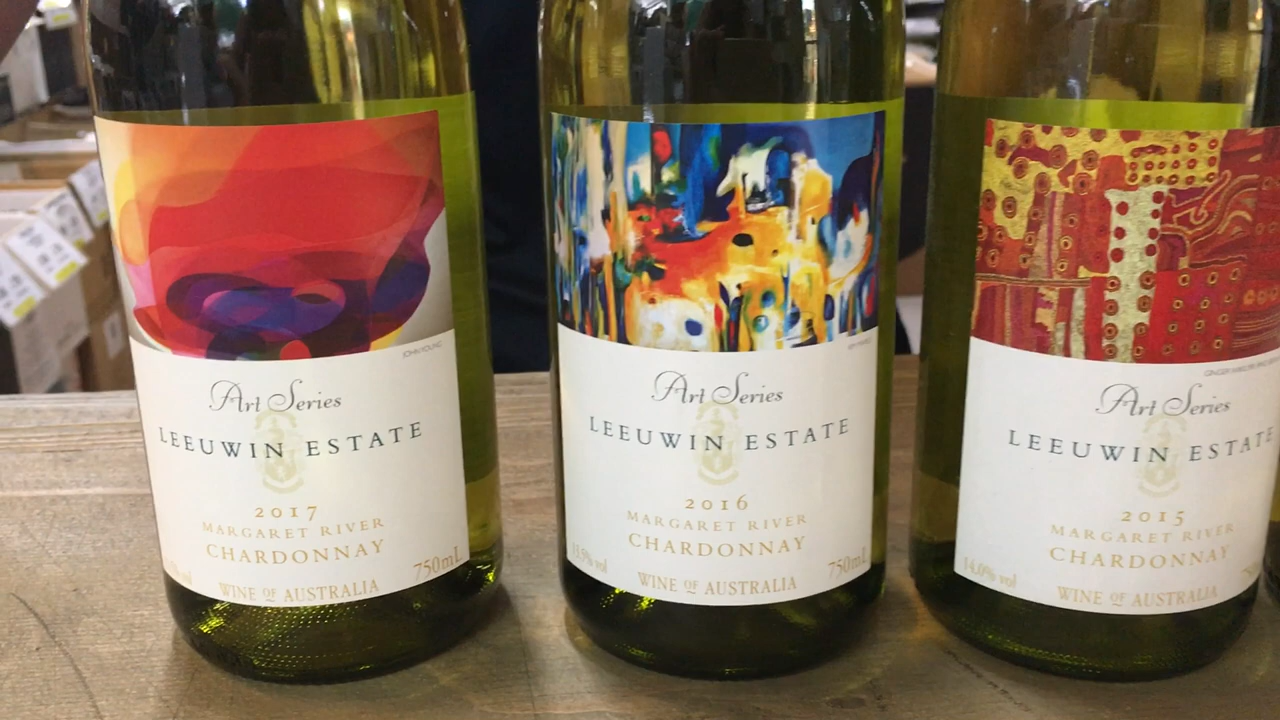 JOHN YOUNG
Art Series
LEEUWIN ESTATE
2017
MARGARET RIVER
CHARDONNAY
750mL
WINE OF AUSTRALIA
Art Series
LEEUWIN ESTATE
2016
MARGARET RIVER
CHARDONNAY
13.5% vol
750mL
WINE OF AUSTRALIA
Art Series
LEEUWIN ESTATE
2015
MARGARET RIVER
CHARDONNAY
14.0% vol
WINE OF AUSTRALIA